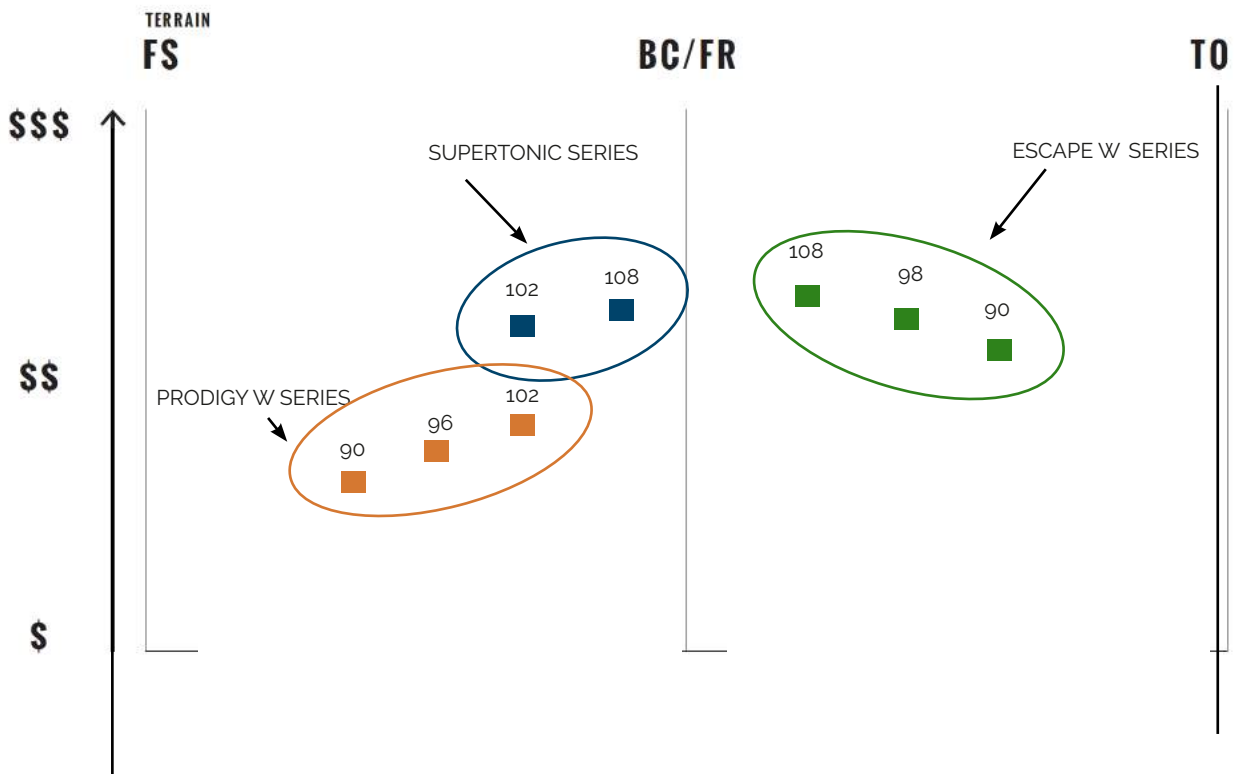 TERRAIN
FS
BC/FR
TO
$$$
SUPERTONIC SERIES
ESCAPE W SERIES
108
98
90
102
108
$$
PRODIGY W SERIES
102
96
90
$